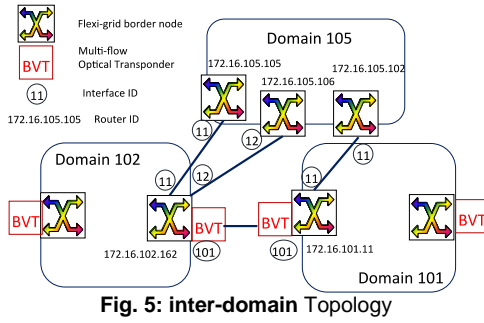 Flexi-grid border node
Multi-flow
Optical Transponder
BVT
11
Interface ID
172.16.105.105
Router ID
Domain 105
172.16.105.105
172.16.105.106
172.16.105.102
11
12
11
Domain 102
BVT
11
12
172.16.102.162
BVT
101
BVT
101
11
172.16.101.11
BVT
Domain 101
Fig. 5: inter-domain Topology